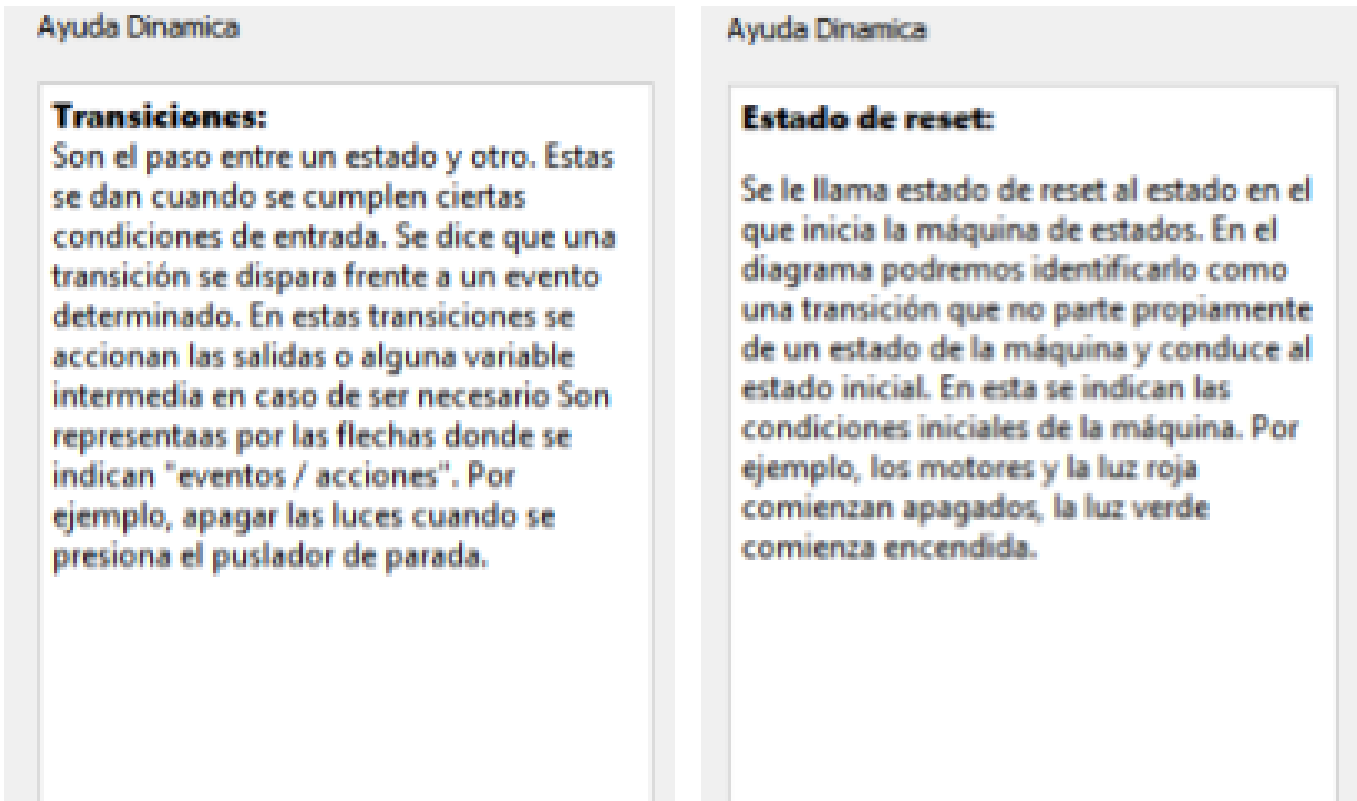 Ayuda Dinamica
Transiciones:
Son el paso entre un estado y otro. Estas
se dan cuando se cumplen ciertas
condiciones de entrada. Se dice que una
transición se dispara frente a un evento
determinado. En estas transiciones se
accionan las salidas o alguna variable
intermedia en caso de ser necesario Son
representaas por las flechas donde se
indican "eventos / acciones". Por
ejemplo, apagar las luces cuando se
presiona el puslador de parada.
Ayuda Dinamica
Estado de reset:
Se le llama estado de reset al estado en el
que inicia la máquina de estados. En el
diagrama podremos identificarlo como
una transición que no parte propiamente
de un estado de la máquina y conduce al
estado inicial. En esta se indican las
condiciones iniciales de la máquina. Por
ejemplo, los motores y la luz roja
comienzan apagados, la luz verde
comienza encendida.